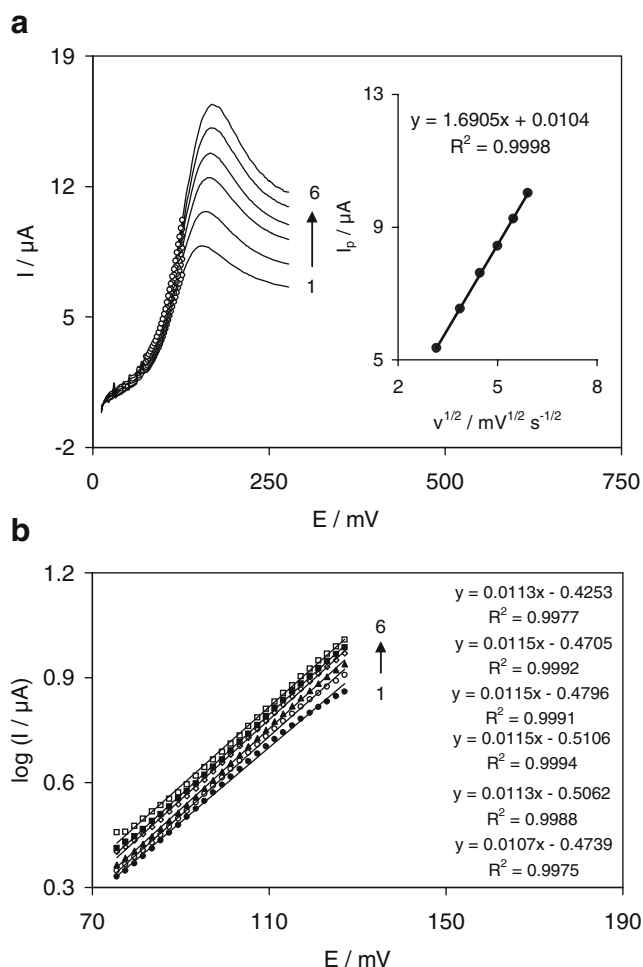 a
19
12
5
-2
I / µA
0
250
500
750
E / mV
6
1
13
9
5
I_p / µA
y = 1.6905x + 0.0104
R² = 0.9998
2
5
8
v^{1/2} / mV^{1/2} s^{-1/2}
b
1.2
0.9
0.6
0.3
log (I / µA)
70
110
150
190
E / mV
6
1
y = 0.0113x - 0.4253
R² = 0.9977
y = 0.0115x - 0.4705
R² = 0.9992
y = 0.0115x - 0.4796
R² = 0.9991
y = 0.0115x - 0.5106
R² = 0.9994
y = 0.0113x - 0.5062
R² = 0.9988
y = 0.0107x - 0.4739
R² = 0.9975